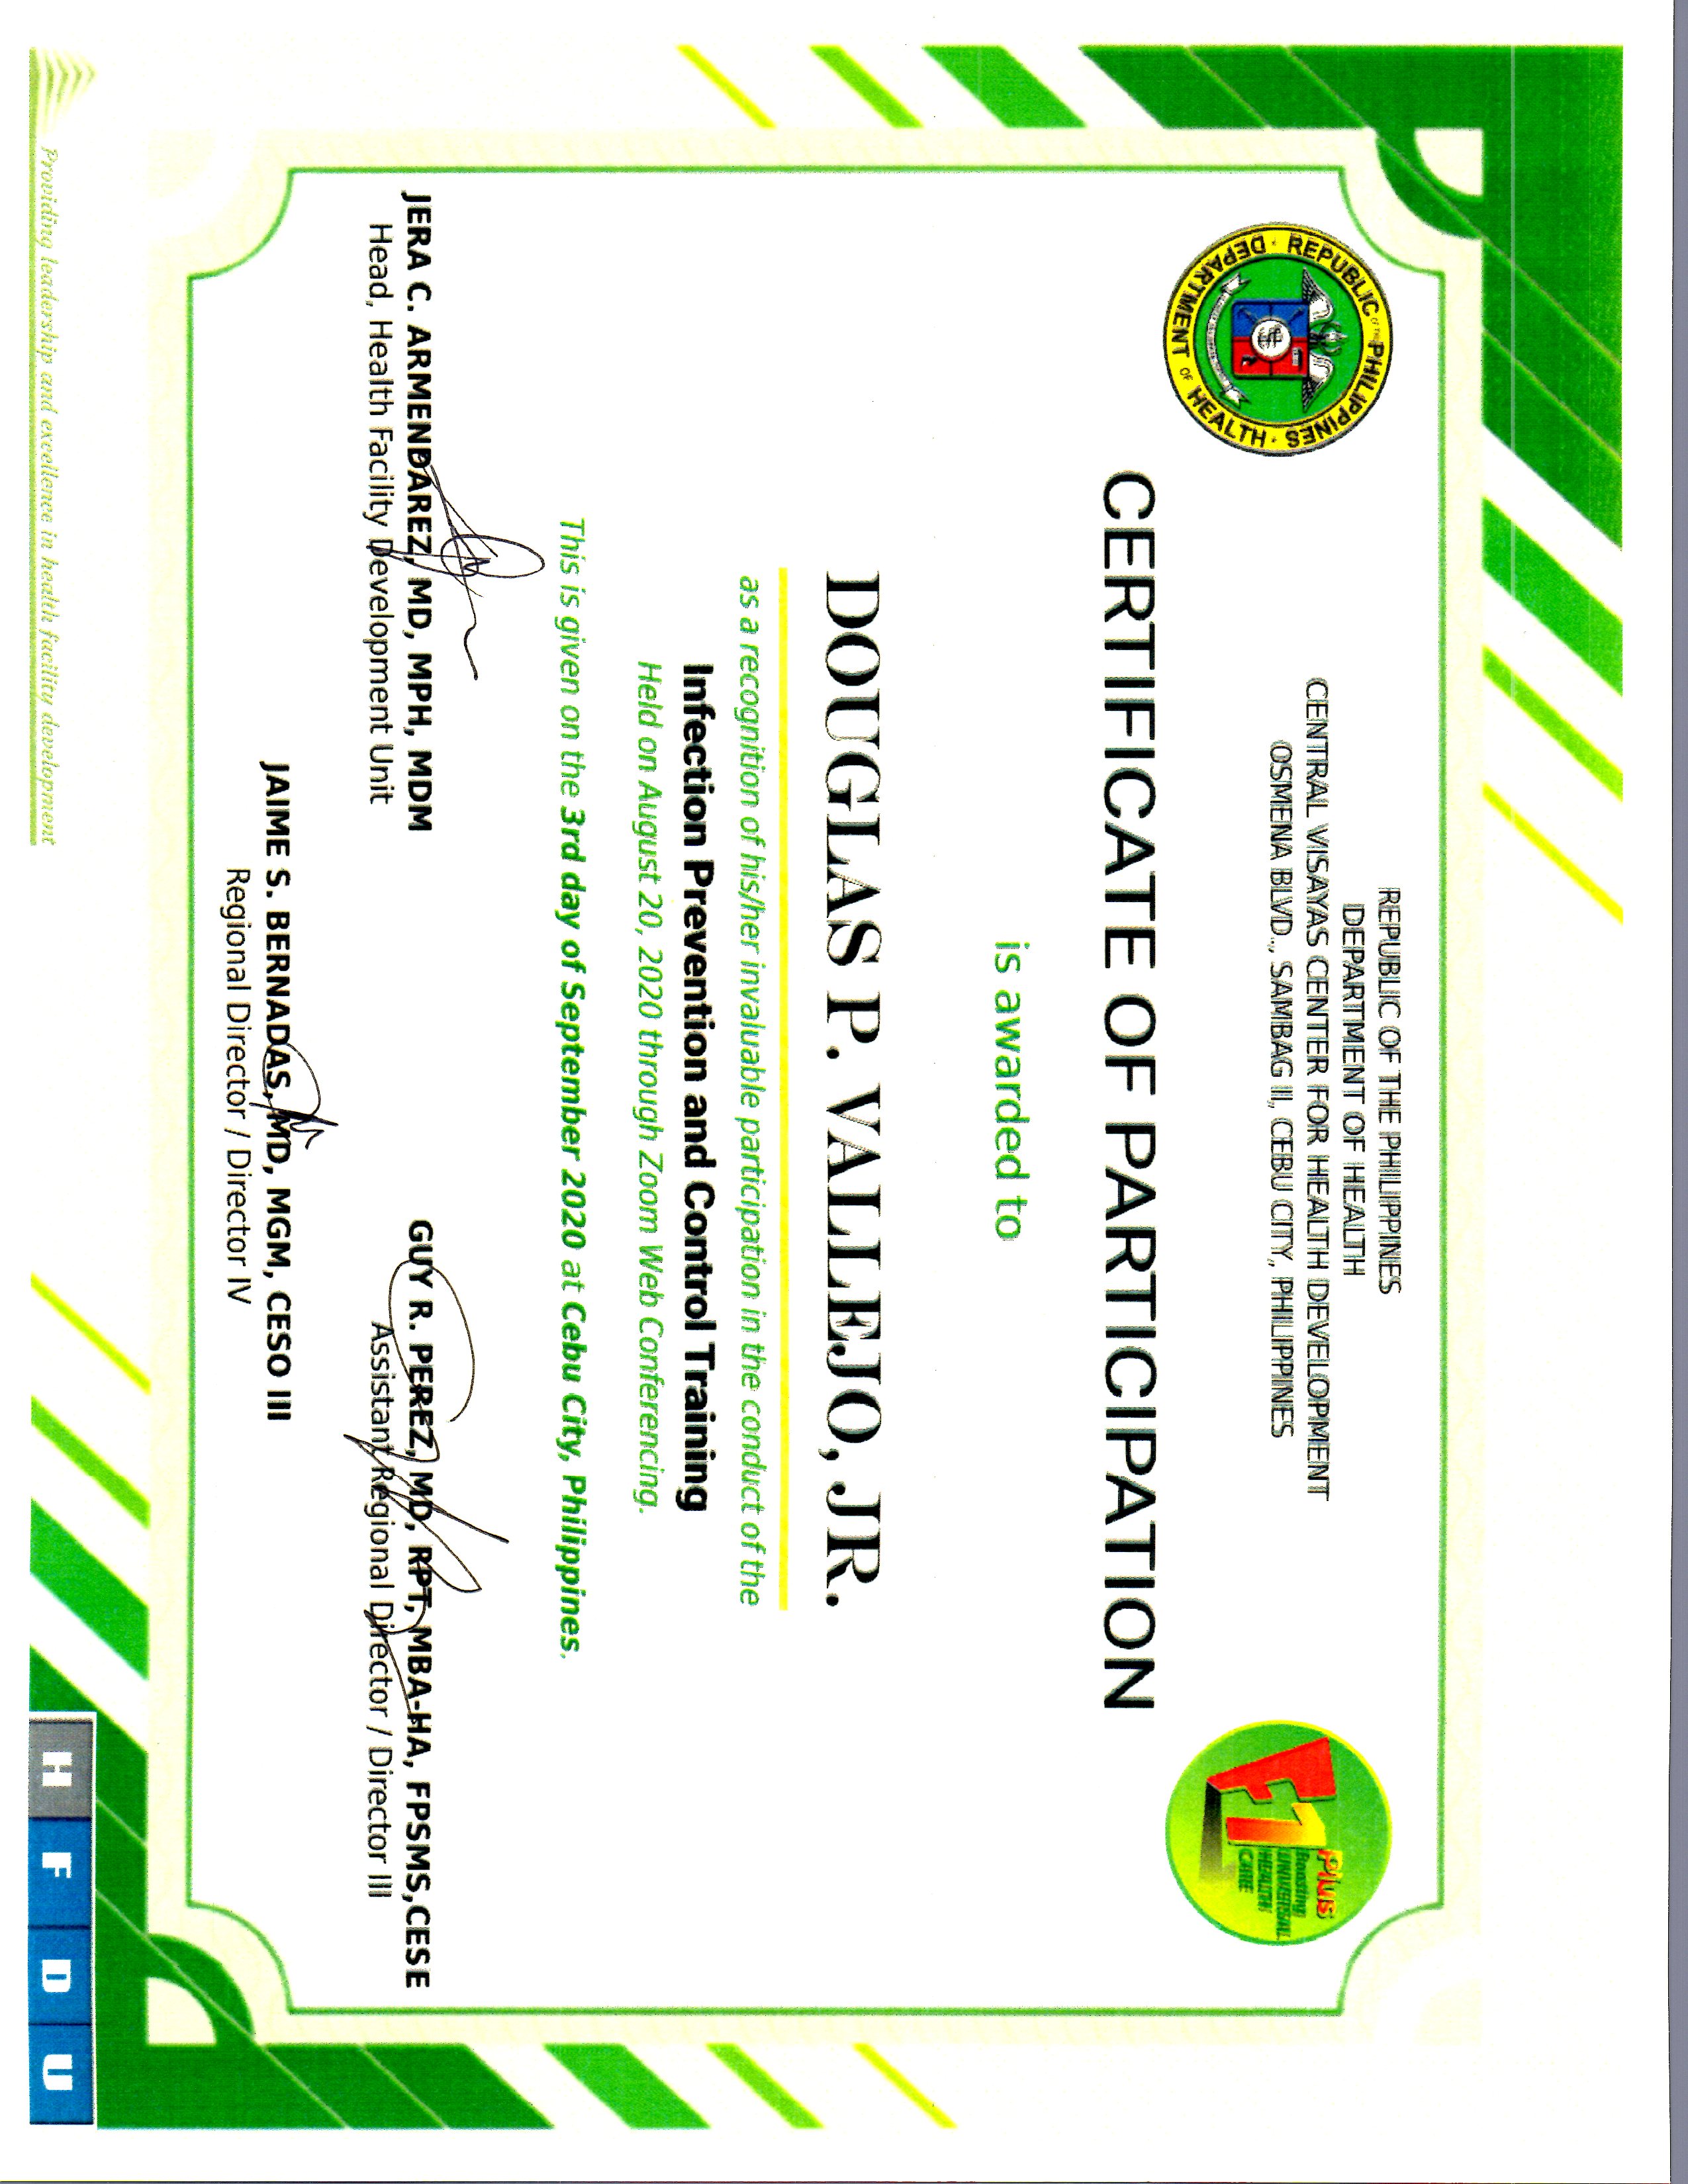 REPUBLIC OF THE PHILIPPINES
DEPARTMENT OF HEALTH
CENTRAL VISAYAS CENTER FOR HEALTH DEVELOPMENT
OSMENA BLVD., SAMBAG II, CEBU CITY, PHILIPPINES
REPUBLIC OF THE PHILIPPINES
DEPARTMENT OF HEALTH
F1 Plus
Boosting
UNIVERSAL
HEALTH
CARE
CERTIFICATE OF PARTICIPATION
is awarded to
DOUGLAS P. VALLEJO, JR.
as a recognition of his/her invaluable participation in the conduct of the
Infection Prevention and Control Training
Held on August 20, 2020 through Zoom Web Conferencing.
This is given on the 3rd day of September 2020 at Cebu City, Philippines.
JERA C. ARMENDAREZ, MD, MPH, MDM
Head, Health Facility Development Unit
GUY R. PEREZ, MD, RPT, MBA-HA, FPSMS,CESE
Assistant Regional Director / Director III
JAIME S. BERNADAS, MD, MGM, CESO III
Regional Director / Director IV
Providing leadership and excellence in health facility development
H F D U